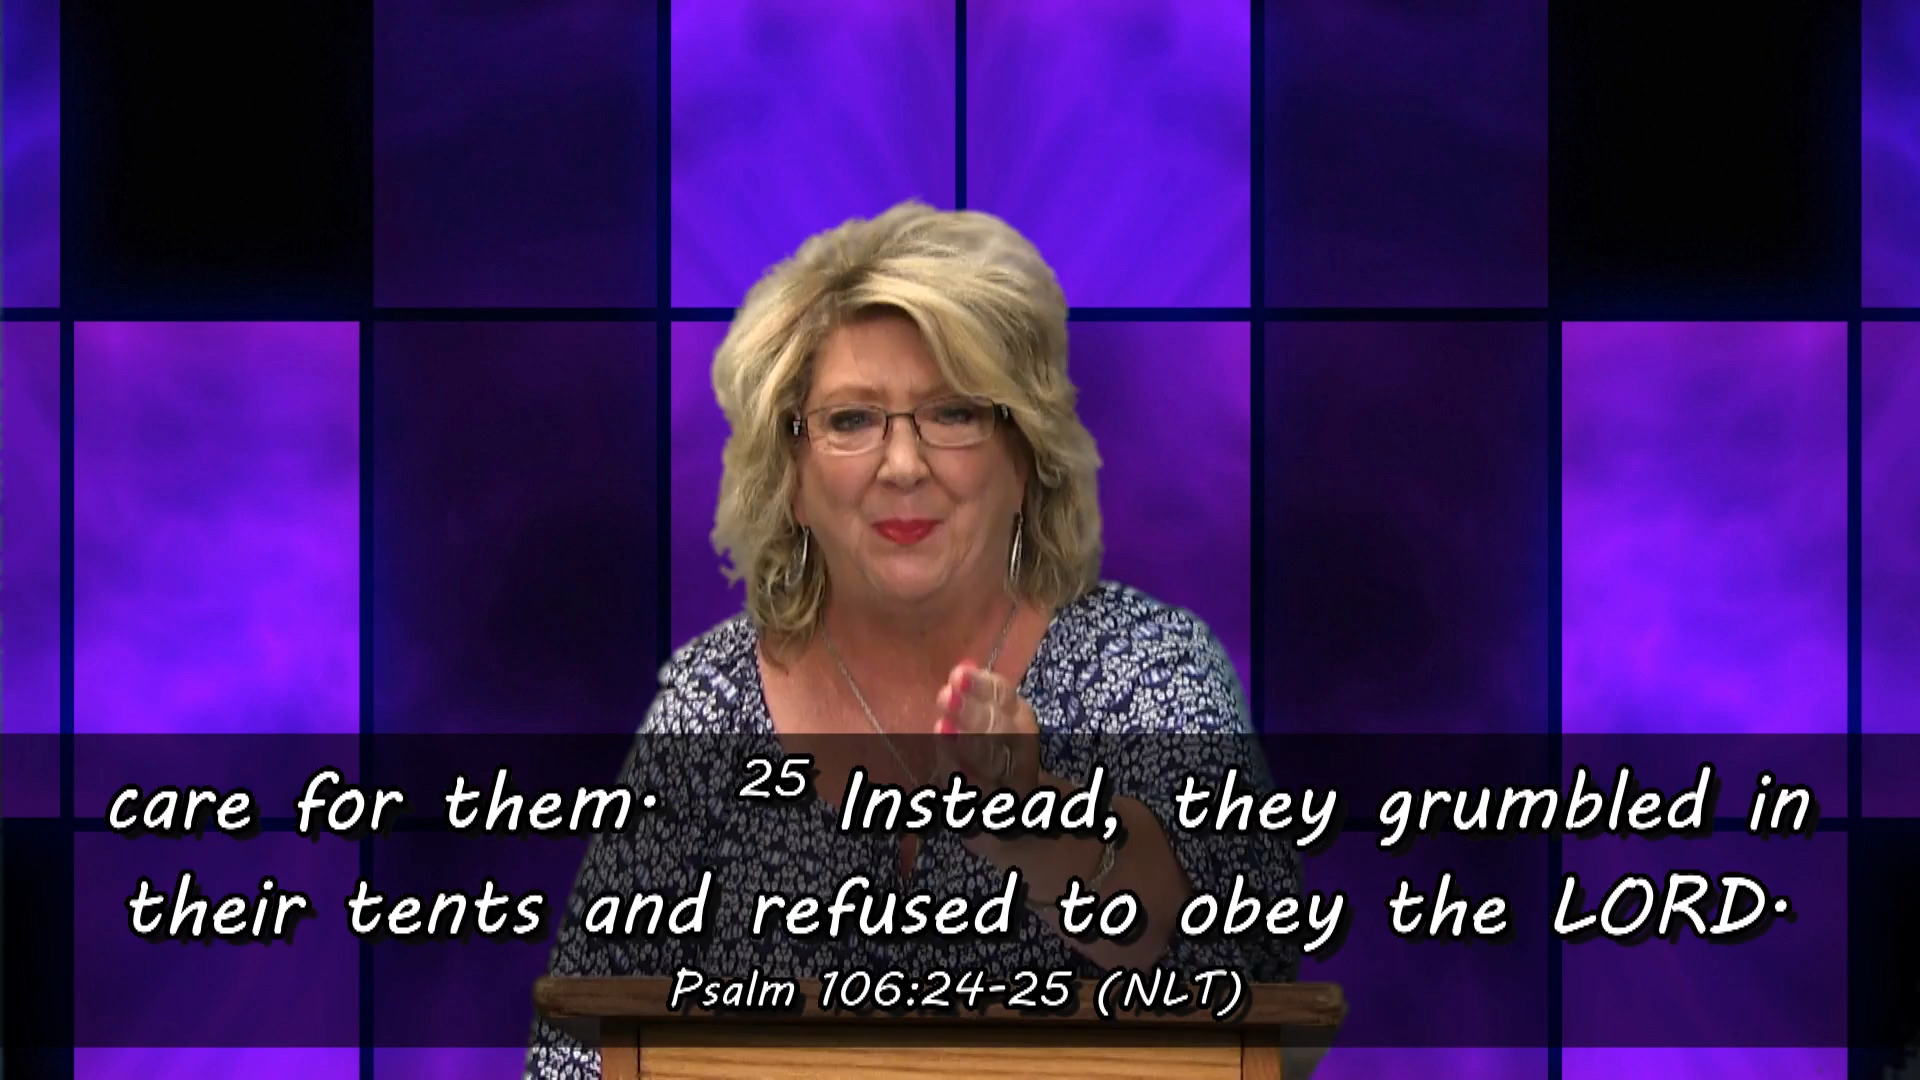 care for them. 25 Instead, they grumbled in
their tents and refused to obey the LORD.
Psalm 106:24-25 (NLT)